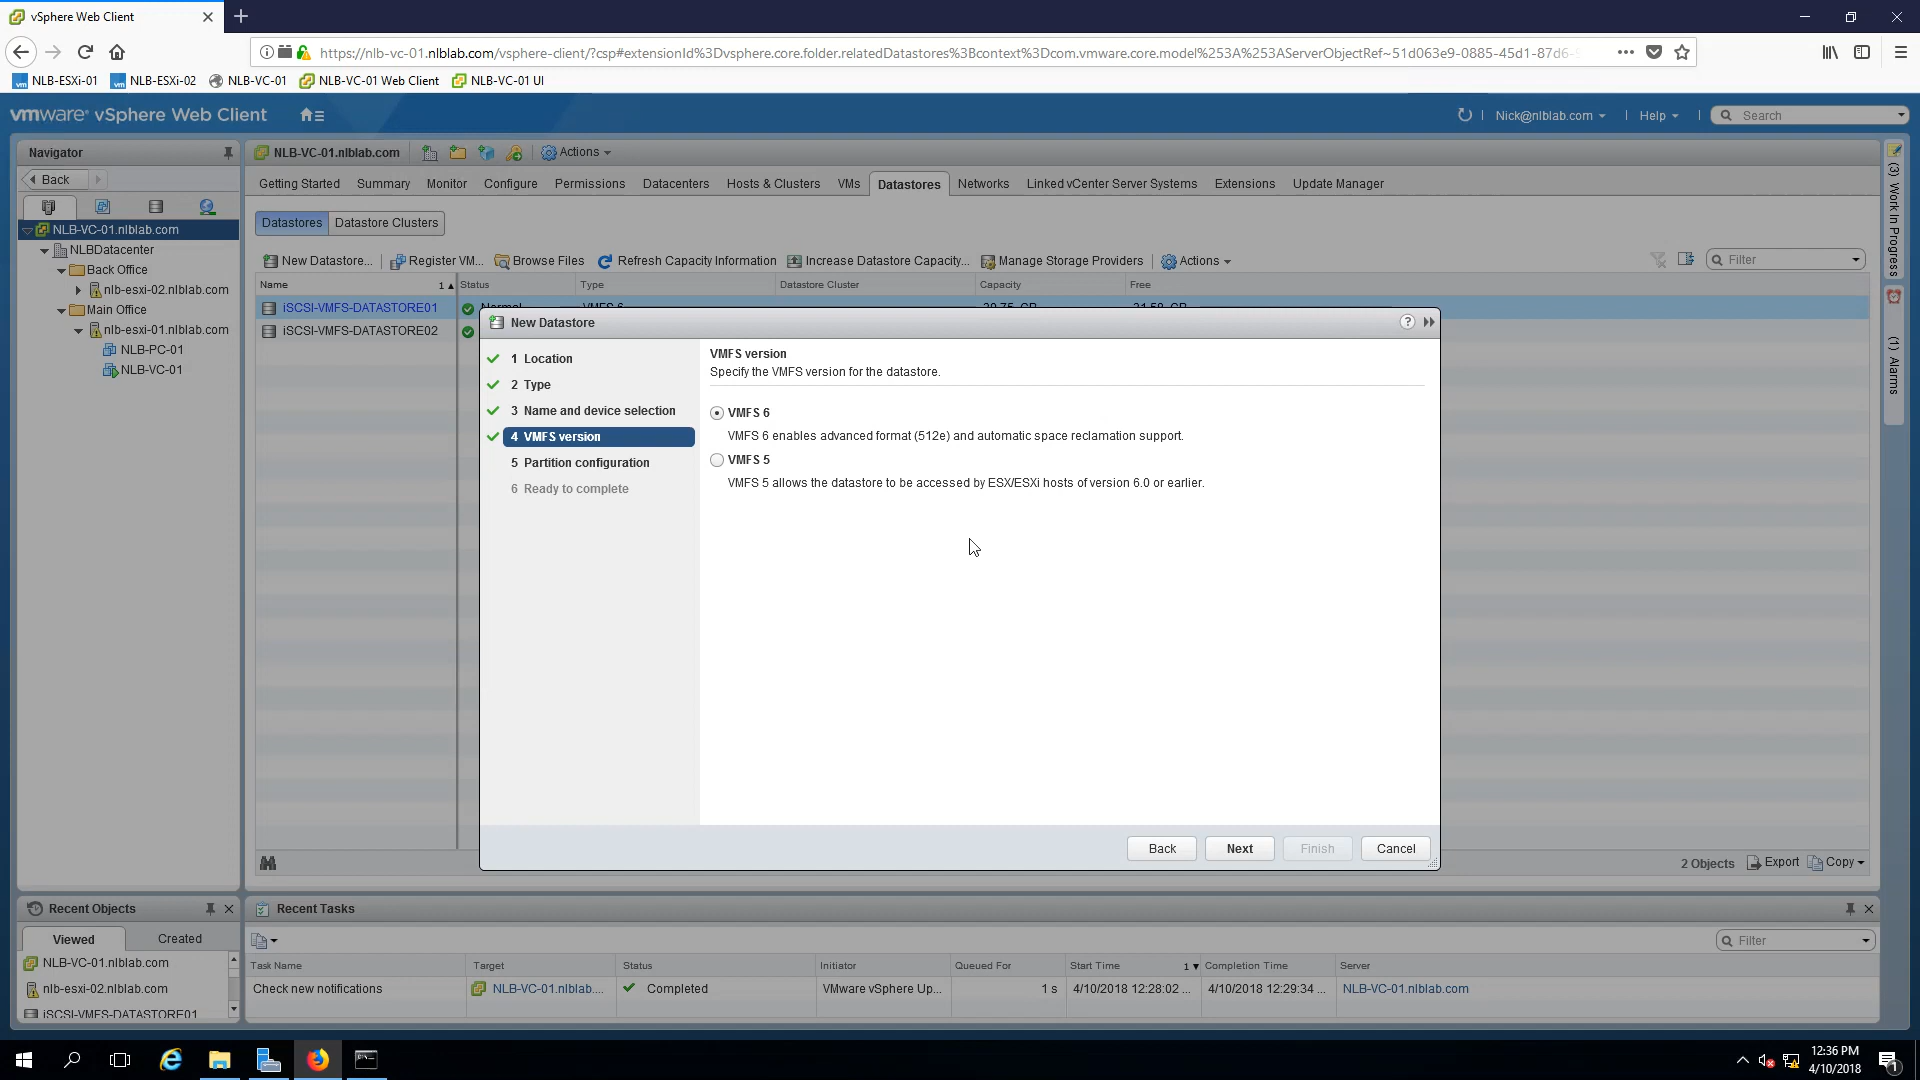 vSphere Web Client
https://nlb-vc-01.nlblab.com/vsphere-client/?csp#extensionId%3Dvsphere.core.folder.relatedDatastores%3Bcontext%3Dcom.vmware.core.model%253A%253AServerObjectRef~51d063e9-0885-45d1-87d6-
NLB-ESXi-01 NLB-ESXi-02 NLB-VC-01 NLB-VC-01 Web Client NLB-VC-01 UI
vmware® vSphere Web Client
Nick@nlblab.com Help Search
Navigator
Back
NLB-VC-01.nlblab.com
NLBDatacenter
Back Office
nlb-esxi-02.nlblab.com
Main Office
nlb-esxi-01.nlblab.com
NLB-PC-01
NLB-VC-01
NLB-VC-01.nlblab.com Actions
Getting Started Summary Monitor Configure Permissions Datacenters Hosts & Clusters VMs Datastores Networks Linked vCenter Server Systems Extensions Update Manager
Datastores Datastore Clusters
New Datastore... Register VM... Browse Files Refresh Capacity Information Increase Datastore Capacity... Manage Storage Providers Actions Filter
Name 1 Status Type Datastore Cluster Capacity Free
iSCSI-VMFS-DATASTORE01 Normal VMFS 6
iSCSI-VMFS-DATASTORE02
New Datastore
1 Location
2 Type
3 Name and device selection
4 VMFS version
5 Partition configuration
6 Ready to complete
VMFS version
Specify the VMFS version for the datastore.
VMFS 6
VMFS 6 enables advanced format (512e) and automatic space reclamation support.
VMFS 5
VMFS 5 allows the datastore to be accessed by ESX/ESXi hosts of version 6.0 or earlier.
Back Next Finish Cancel
2 Objects Export Copy
(3) Work In Progress
(1) Alarms
Recent Objects
Viewed Created
NLB-VC-01.nlblab.com
nlb-esxi-02.nlblab.com
iSCSI-VMFS-DATASTORE01
Recent Tasks
Filter
Task Name Target Status Initiator Queued For Start Time 1 Completion Time Server
Check new notifications NLB-VC-01.nlblab.... Completed VMware vSphere Up... 1 s 4/10/2018 12:28:02 ... 4/10/2018 12:29:34 ... NLB-VC-01.nlblab.com
12:36 PM
4/10/2018
1